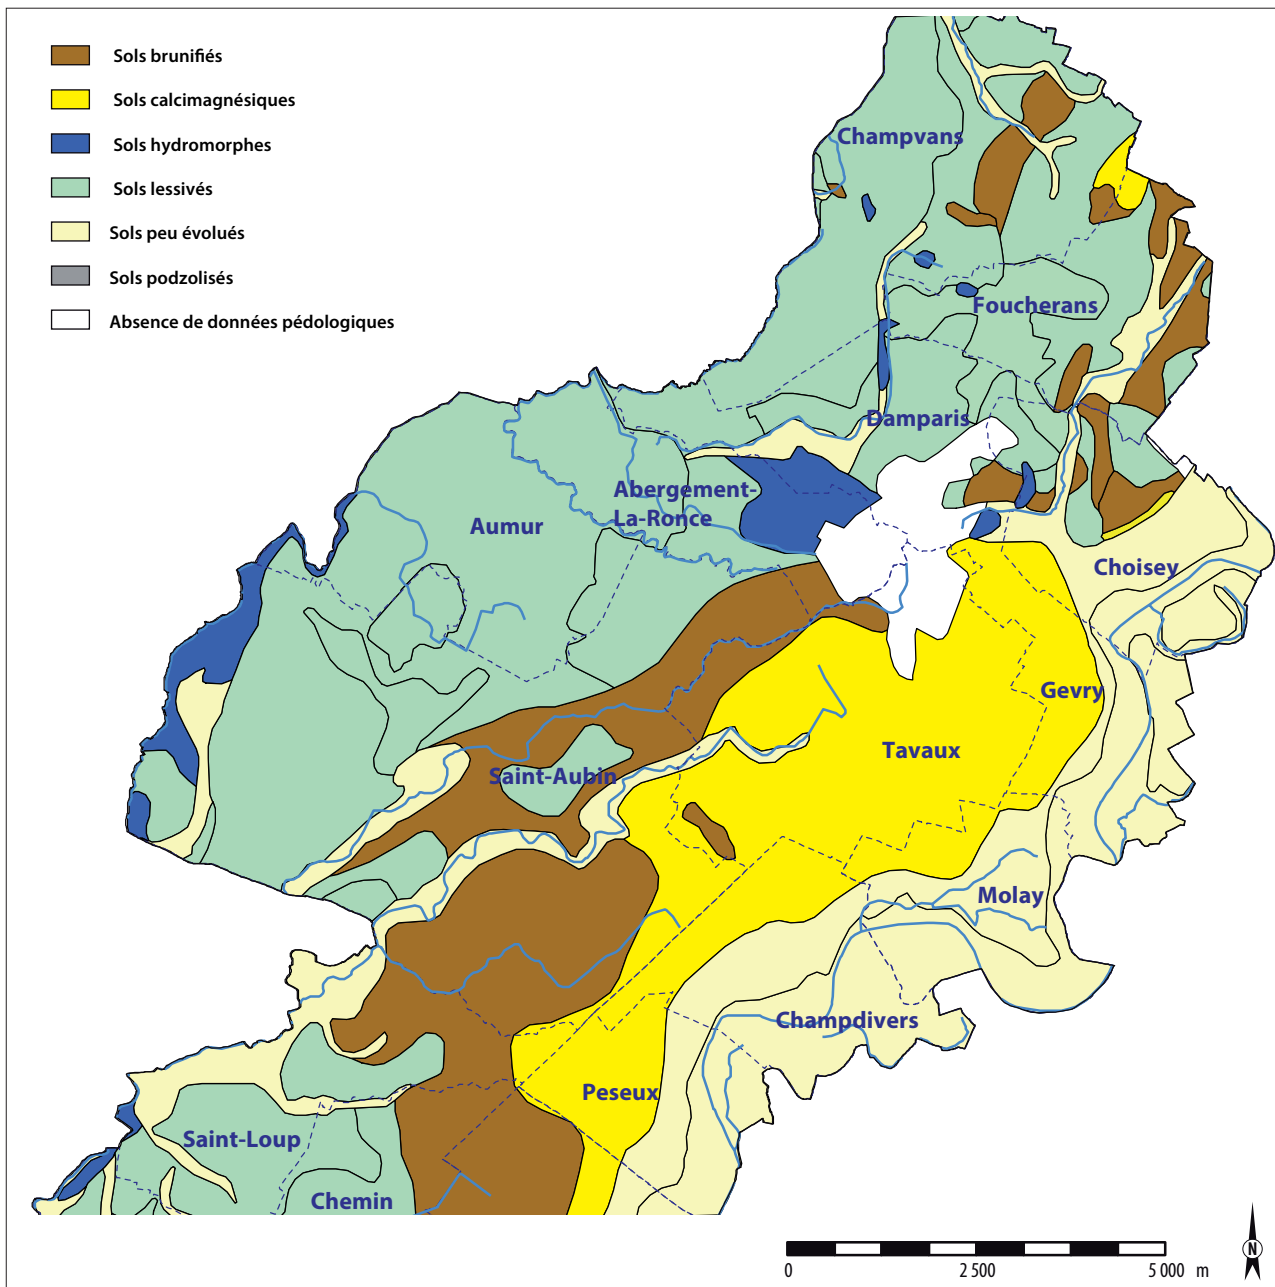 Sols brunifiés
Sols calcimagnésiques
Sols hydromorphes
Sols lessivés
Sols peu évolués
Sols podzolisés
Absence de données pédologiques
Champvans
Foucherans
Damparis
Abergement-
La-Ronce
Aumur
Choisey
Gevry
Tavaux
Saint-Aubin
Molay
Champdivers
Peseux
Saint-Loup
Chemin
N
0 2 500 5 000 m